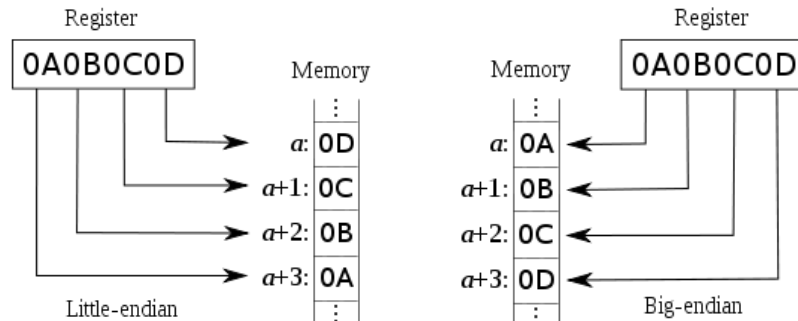 Register
0A0B0C0D
Memory
⋮
a: 0D
a+1: 0C
a+2: 0B
a+3: 0A
⋮
Little-endian
Register
0A0B0C0D
Memory
⋮
a: 0A
a+1: 0B
a+2: 0C
a+3: 0D
⋮
Big-endian